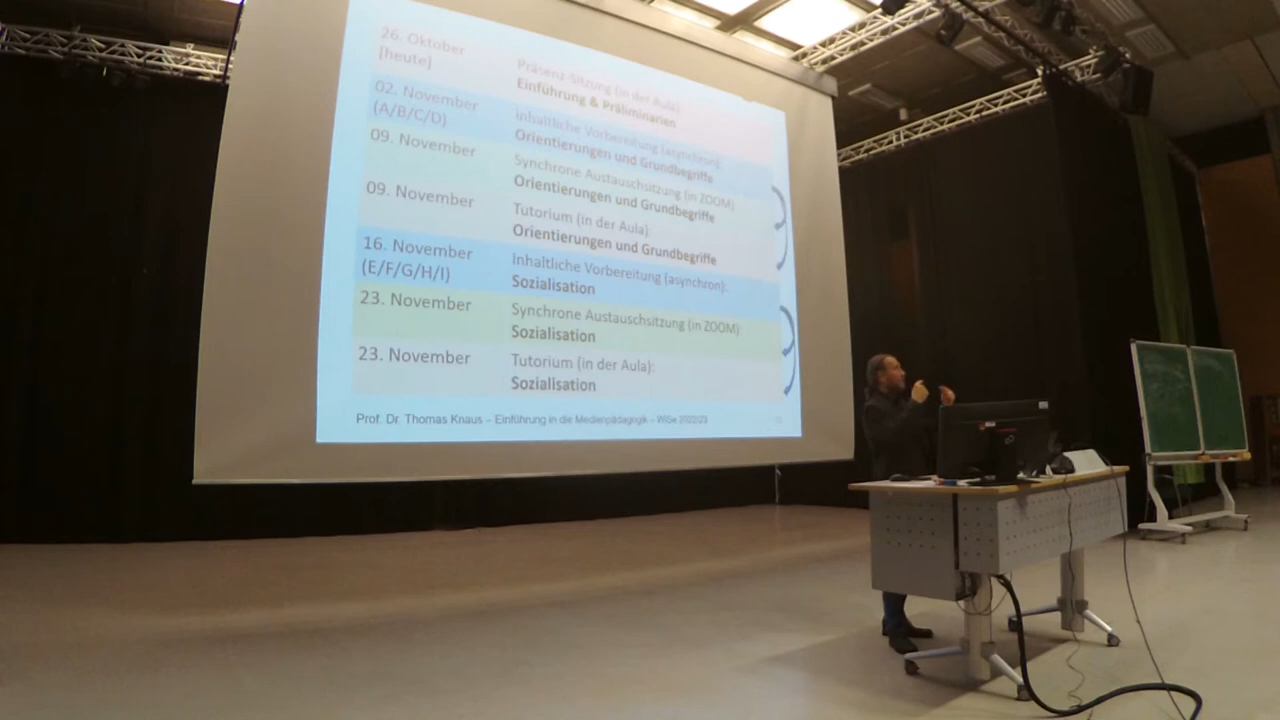 26. Oktober
[heute]
Präsenz-Sitzung (in der Aula):
Einführung & Präliminarien
02. November
(A/B/C/D)
Inhaltliche Vorbereitung (asynchron):
Orientierungen und Grundbegriffe
09. November
Synchrone Austauschsitzung (in ZOOM)
Orientierungen und Grundbegriffe
09. November
Tutorium (in der Aula):
Orientierungen und Grundbegriffe
16. November
(E/F/G/H/I)
Inhaltliche Vorbereitung (asynchron):
Sozialisation
23. November
Synchrone Austauschsitzung (in ZOOM)
Sozialisation
23. November
Tutorium (in der Aula):
Sozialisation
Prof. Dr. Thomas Knaus – Einführung in die Medienpädagogik – WiSe 2022/23